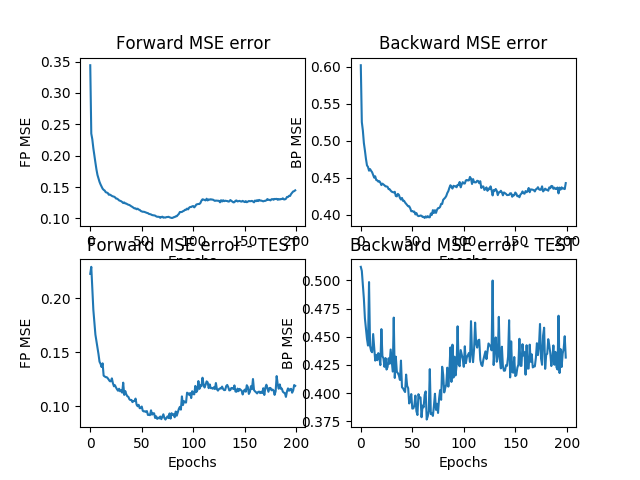 Forward MSE error
Backward MSE error
FP MSE
0.35
0.30
0.25
0.20
0.15
0.10
0 50 100 150 200
Epochs
BP MSE
0.60
0.55
0.50
0.45
0.40
0 50 100 150 200
Epochs
Forward MSE error - TEST
Backward MSE error - TEST
FP MSE
0.20
0.15
0.10
0 50 100 150 200
Epochs
BP MSE
0.500
0.475
0.450
0.425
0.400
0.375
0 50 100 150 200
Epochs